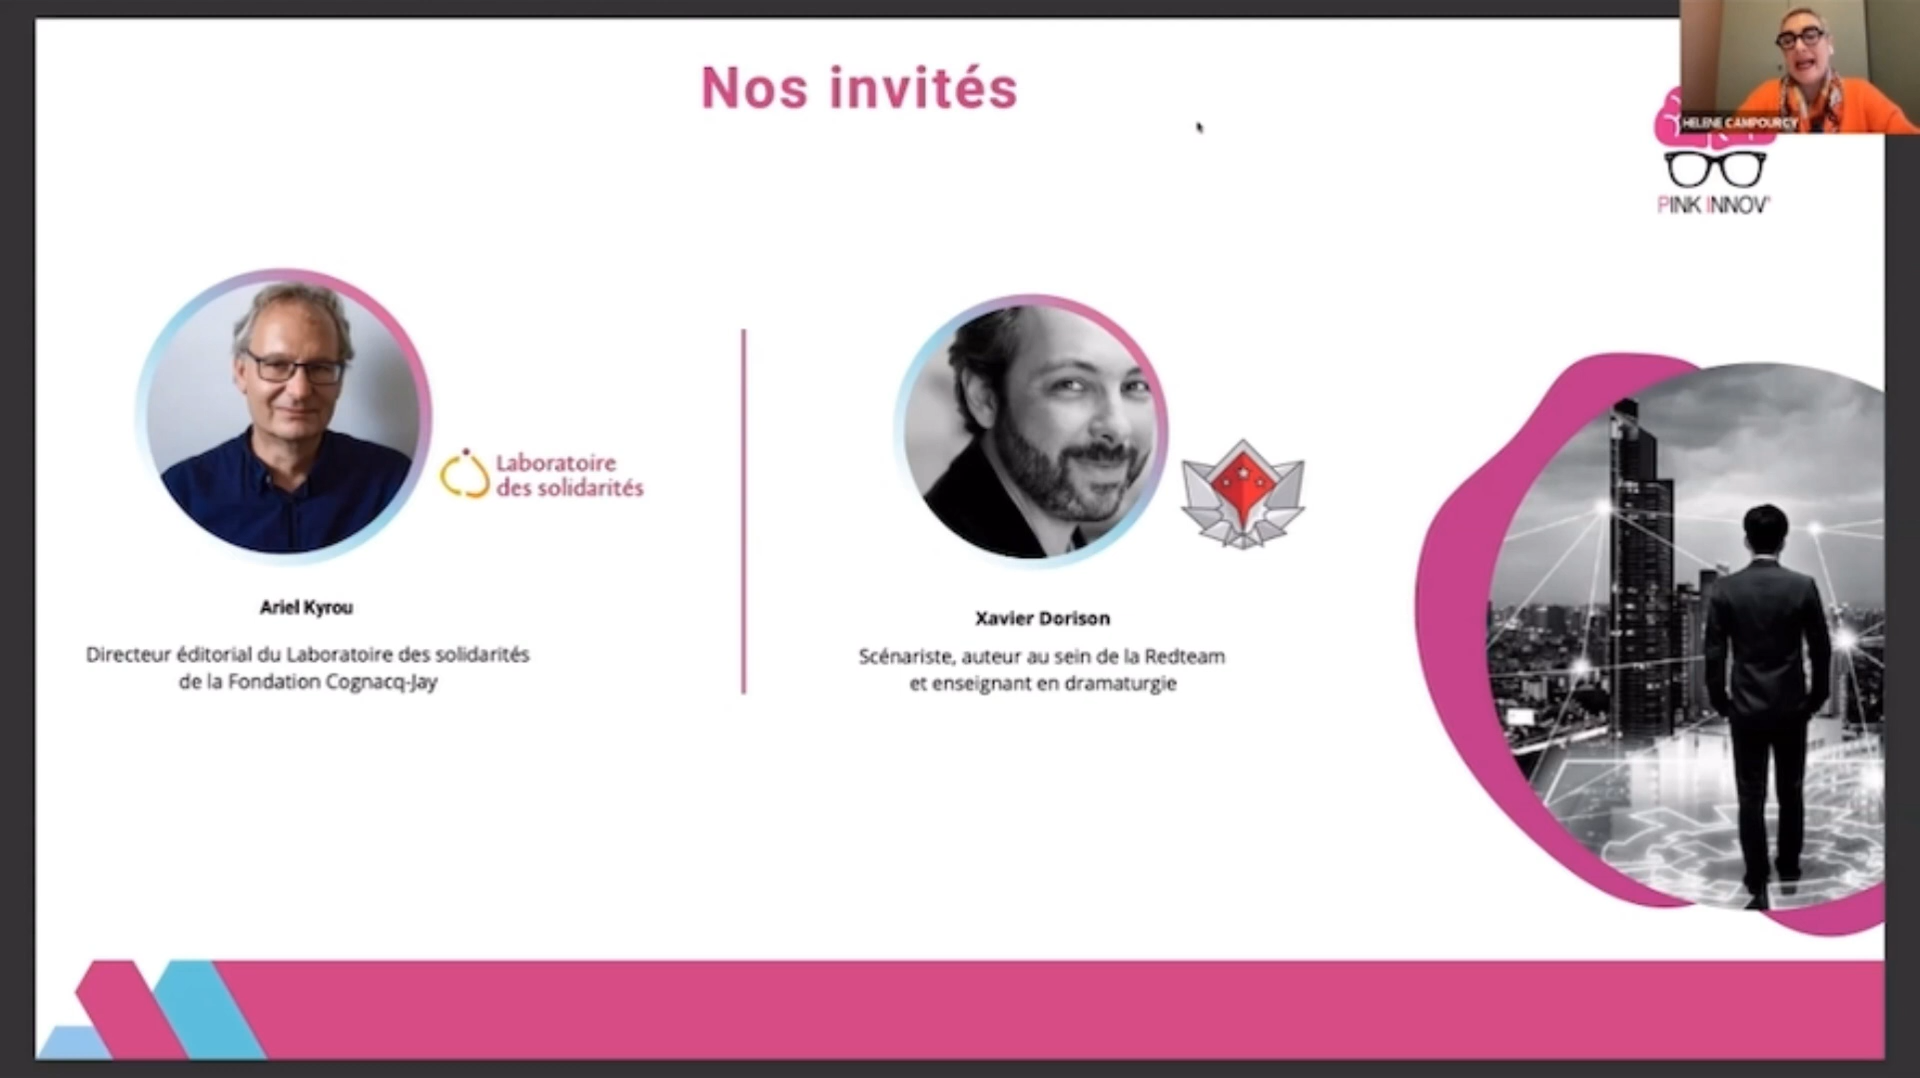 Nos invités
HELENE CAMPOURCY
PINK INNOV'
Laboratoire
des solidarités
Ariel Kyrou
Directeur éditorial du Laboratoire des solidarités
de la Fondation Cognacq-Jay
Xavier Dorison
Scénariste, auteur au sein de la Redteam
et enseignant en dramaturgie